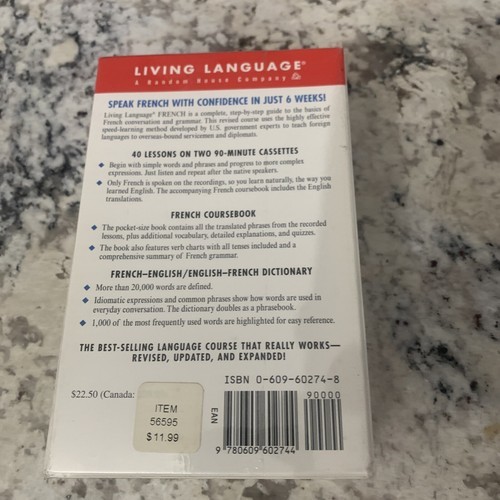 LIVING LANGUAGE®
A Random House Company
SPEAK FRENCH WITH CONFIDENCE IN JUST 6 WEEKS!
Living Language® FRENCH is a complete, step-by-step guide to the basics of
French conversation and grammar. This revised course uses the highly effective
speed-learning method developed by U.S. government experts to teach foreign
languages to overseas-bound servicemen and diplomats.
40 LESSONS ON TWO 90-MINUTE CASSETTES
◆ Begin with simple words and phrases and progress to more complex
expressions. Just listen and repeat after the native speakers.
◆ Only French is spoken on the recordings, so you learn naturally, the way you
learned English. The accompanying French coursebook includes the English
translations.
FRENCH COURSEBOOK
◆ The pocket-size book contains all the translated phrases from the recorded
lessons, plus additional vocabulary, detailed explanations, and quizzes.
◆ The book also features verb charts with all tenses included and a
comprehensive summary of French grammar.
FRENCH–ENGLISH/ENGLISH–FRENCH DICTIONARY
◆ More than 20,000 words are defined.
◆ Idiomatic expressions and common phrases show how words are used in
everyday conversation. The dictionary doubles as a phrasebook.
◆ 1,000 of the most frequently used words are highlighted for easy reference.
THE BEST-SELLING LANGUAGE COURSE THAT REALLY WORKS—
REVISED, UPDATED, AND EXPANDED!
ISBN 0-609-60274-8
90000
$22.50 (Canada:
ITEM
56595
$11.99
EAN
9 780609 602744